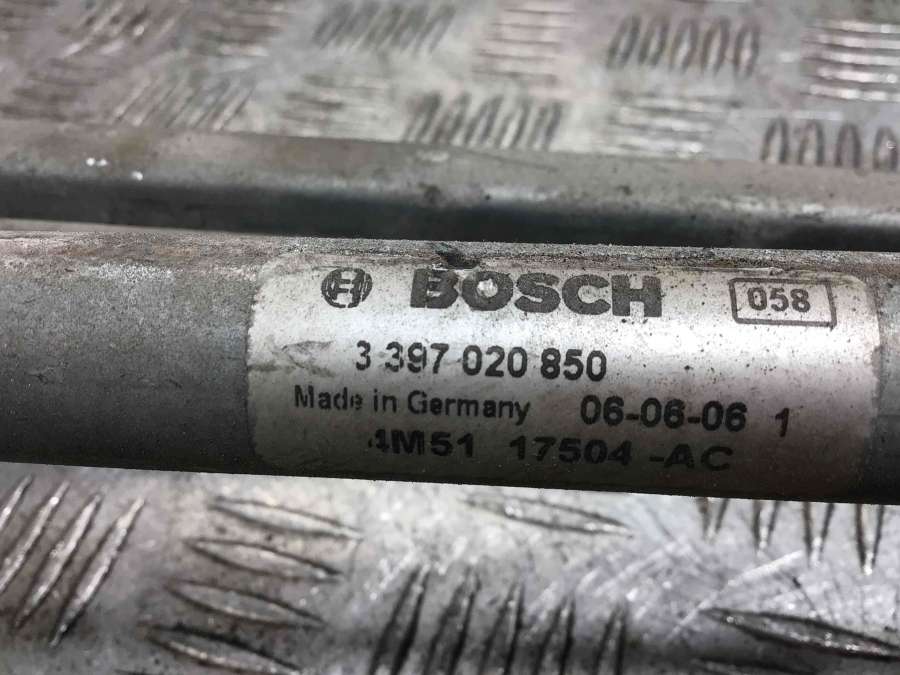 BOSCH 058
3 397 020 850
Made in Germany 06-06-06 1
4M51 17504-AC